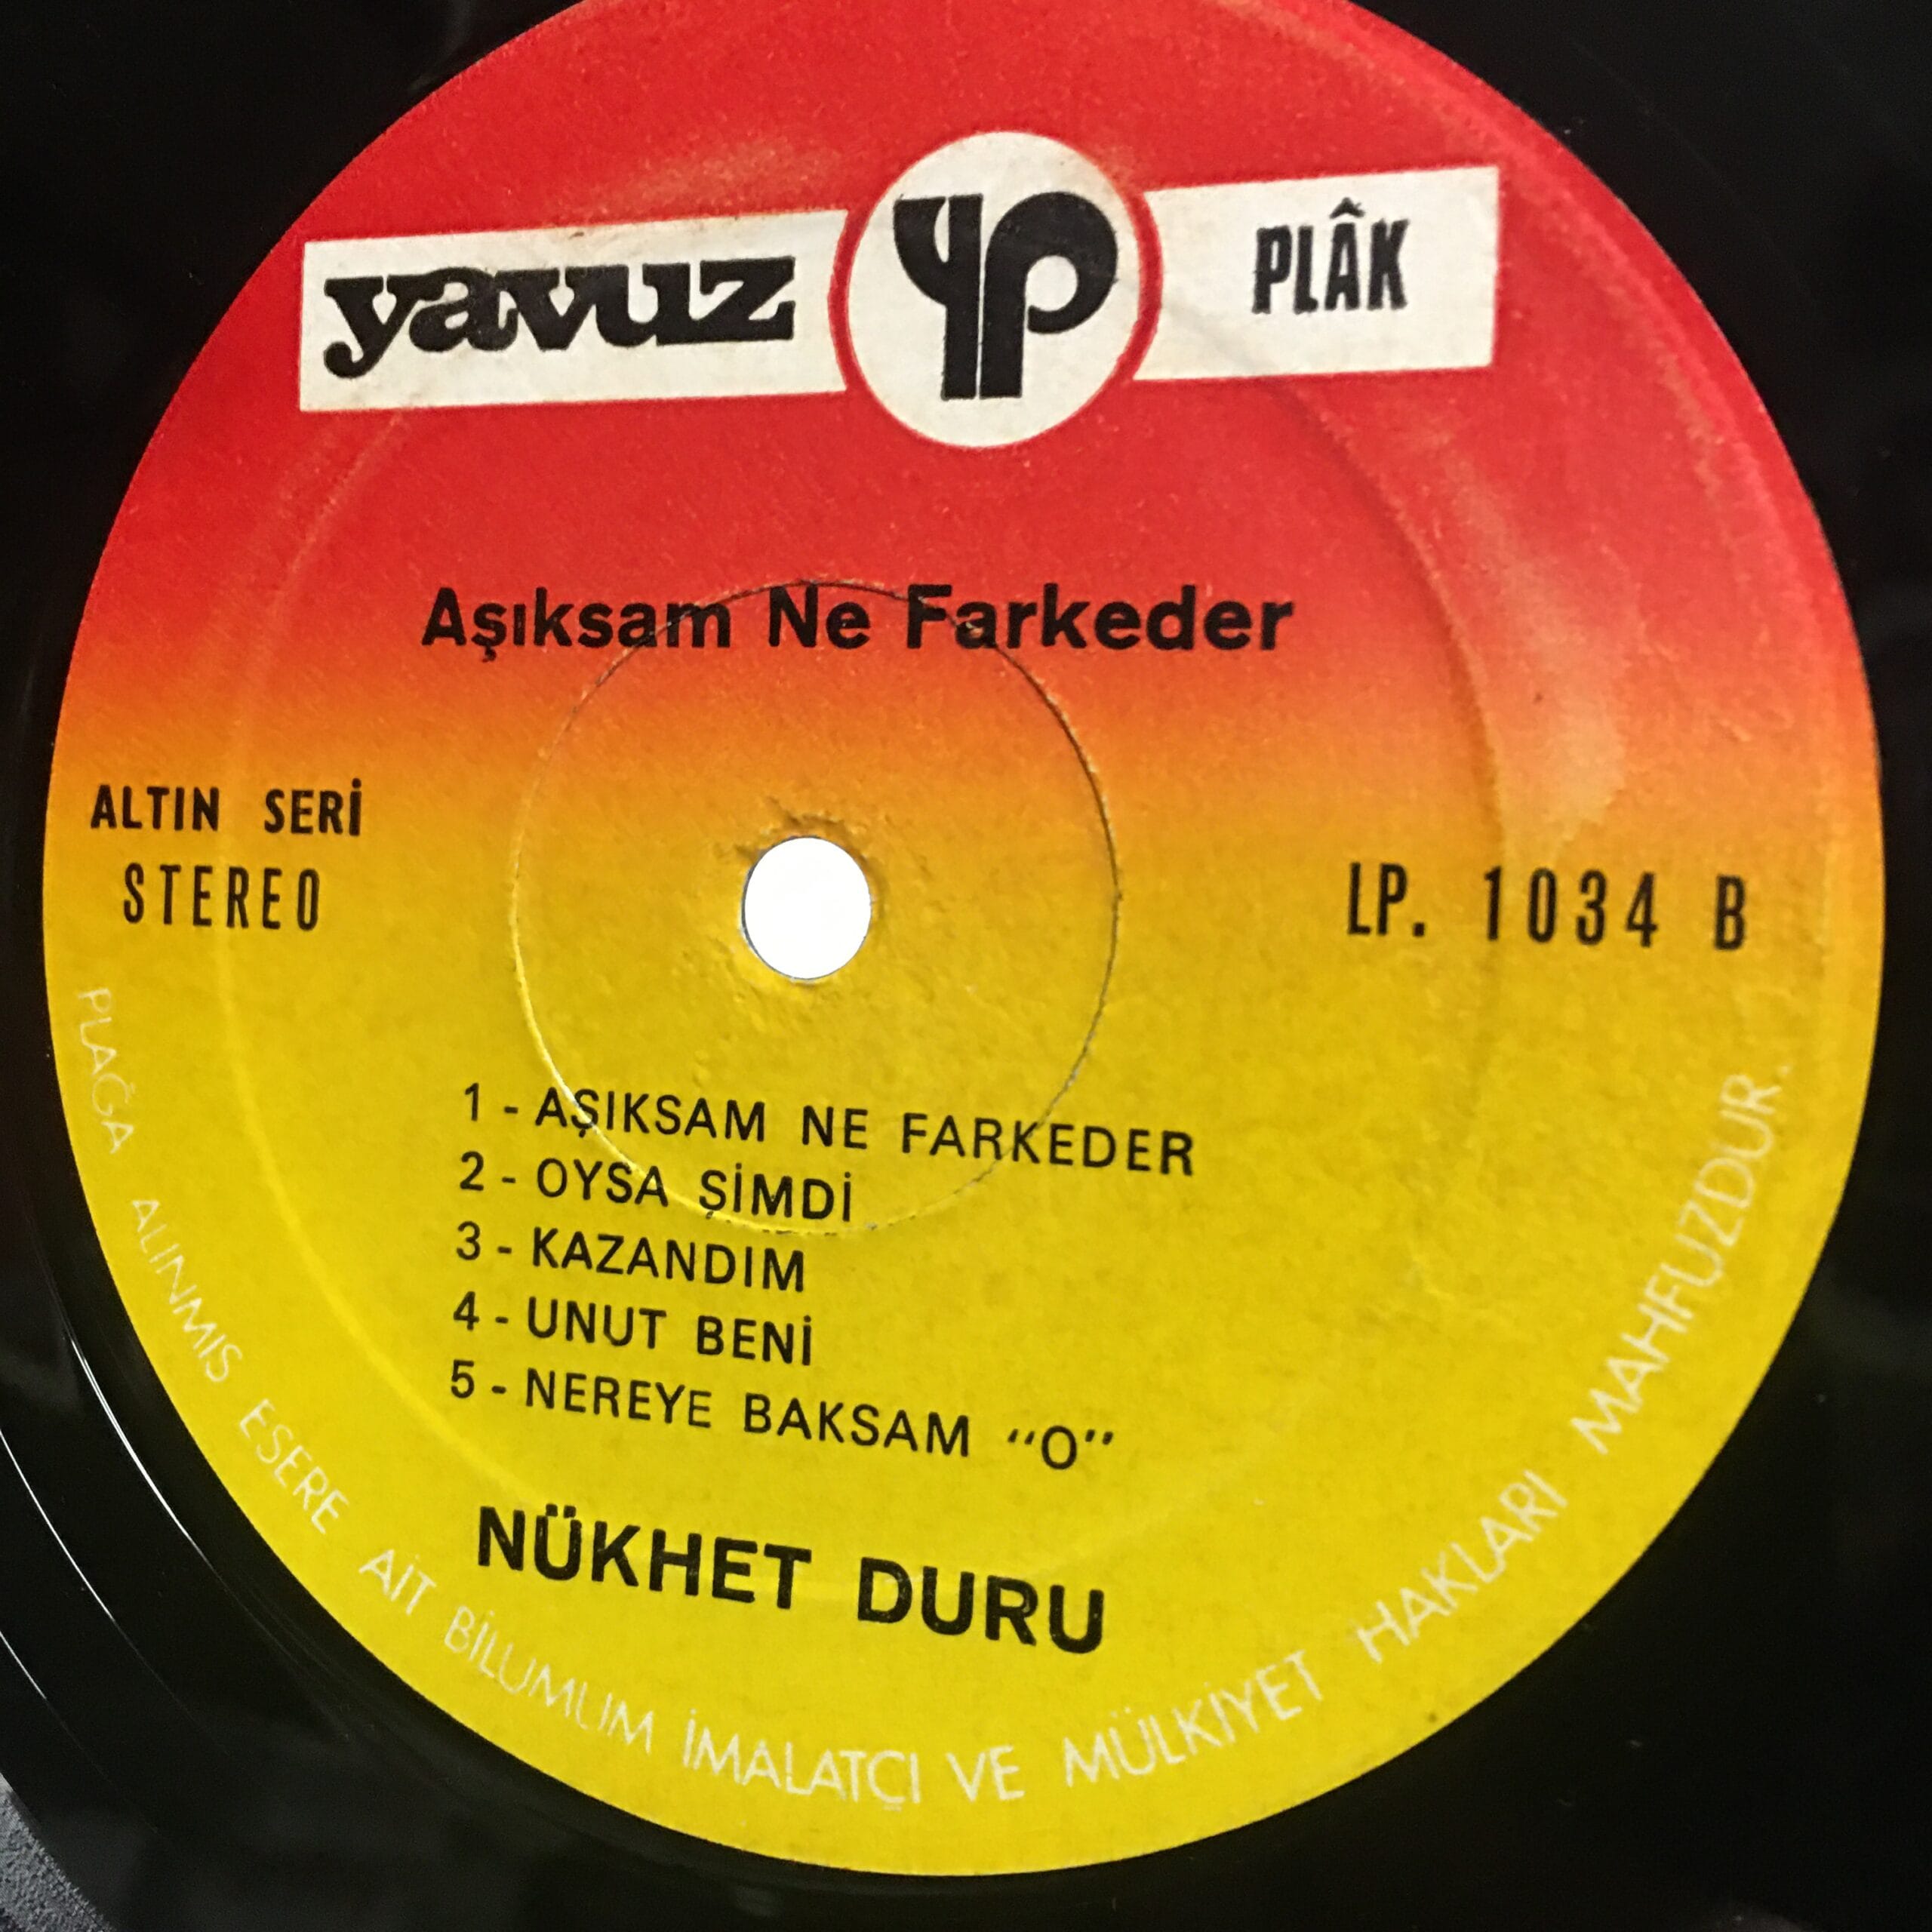 yavuz yp PLÂK
Aşıksam Ne Farkeder
ALTIN SERİ
STEREO
LP. 1034 B
1 - AŞIKSAM NE FARKEDER
2 - OYSA ŞİMDİ
3 - KAZANDIM
4 - UNUT BENİ
5 - NEREYE BAKSAM "O"
NÜKHET DURU
PLAĞA ALINMIS ESERE AİT BİLUMUM İMALATÇI VE MÜLKİYET HAKLARI MAHFUZDUR.